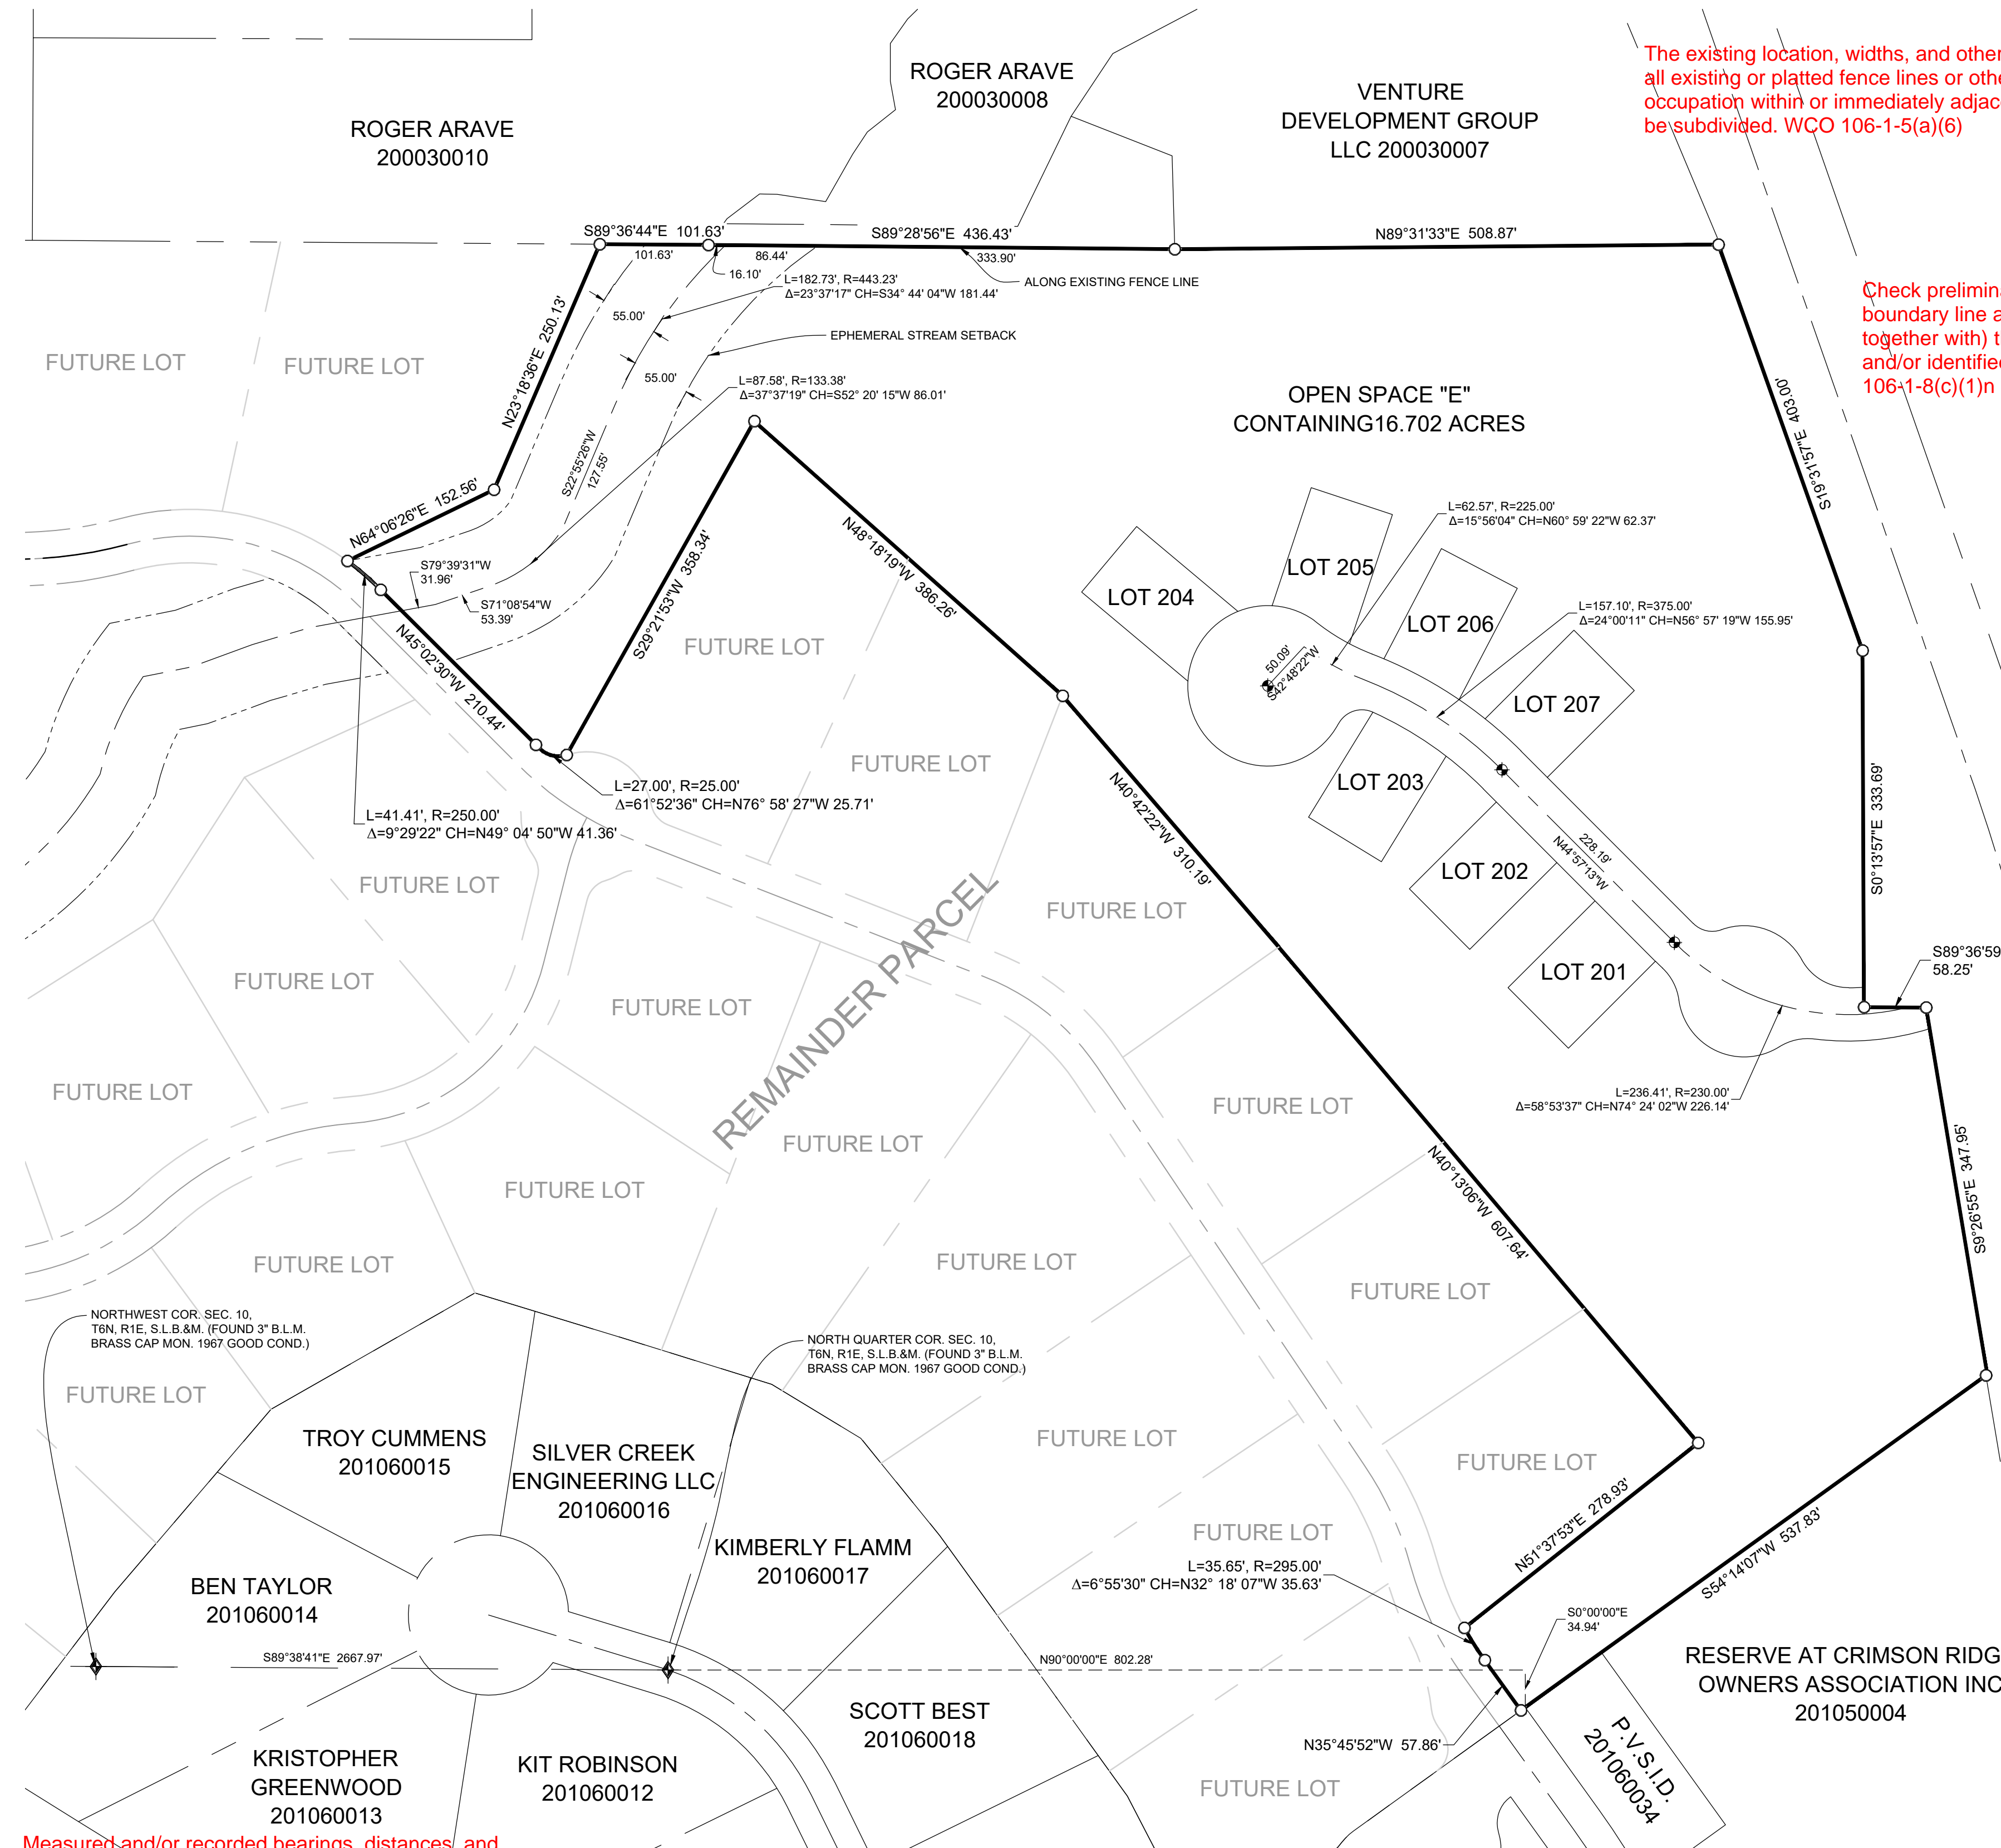 The existing location, widths, and other
all existing or platted fence lines or othe
occupation within or immediately adjac
be subdivided. WCO 106-1-5(a)(6)
ROGER ARAVE
200030008
VENTURE
DEVELOPMENT GROUP
LLC 200030007
ROGER ARAVE
200030010
S89°36'44"E 101.63'
S89°28'56"E 436.43'
N89°31'33"E 508.87'
101.63'
16.10'
86.44'
333.90'
ALONG EXISTING FENCE LINE
L=182.73', R=443.23'
Δ=23°37'17" CH=S34° 44' 04"W 181.44'
Check prelimina
boundary line a
together with) t
and/or identifie
106-1-8(c)(1)n
N23°18'36"E 250.13'
55.00'
EPHEMERAL STREAM SETBACK
55.00'
FUTURE LOT
FUTURE LOT
L=87.58', R=133.38'
Δ=37°37'19" CH=S52° 20' 15"W 86.01'
OPEN SPACE "E"
CONTAINING16.702 ACRES
S19°31'57"E 403.00'
S22°55'26"W
127.55'
N64°06'26"E 152.56'
S79°39'31"W
31.96'
S71°08'54"W
53.39'
S29°21'53"W 358.34'
N48°18'19"W 386.26'
L=62.57', R=225.00'
Δ=15°56'04" CH=N60° 59' 22"W 62.37'
LOT 204
LOT 205
LOT 206
L=157.10', R=375.00'
Δ=24°00'11" CH=N56° 57' 19"W 155.95'
N45°02'30"W 210.44'
FUTURE LOT
50.09'
S42°48'22"W
LOT 207
FUTURE LOT
LOT 203
L=27.00', R=25.00'
Δ=61°52'36" CH=N76° 58' 27"W 25.71'
L=41.41', R=250.00'
Δ=9°29'22" CH=N49° 04' 50"W 41.36'
N40°42'22"W 310.19'
LOT 202
228.19'
N44°57'13"W
S0°13'57"E 333.69'
FUTURE LOT
FUTURE LOT
REMAINDER PARCEL
LOT 201
S89°36'59
58.25'
FUTURE LOT
FUTURE LOT
FUTURE LOT
FUTURE LOT
L=236.41', R=230.00'
Δ=58°53'37" CH=N74° 24' 02"W 226.14'
FUTURE LOT
FUTURE LOT
N40°13'06"W 607.64'
S9°26'55"E 347.95'
FUTURE LOT
FUTURE LOT
FUTURE LOT
NORTHWEST COR. SEC. 10,
T6N, R1E, S.L.B.&M. (FOUND 3" B.L.M.
BRASS CAP MON. 1967 GOOD COND.)
NORTH QUARTER COR. SEC. 10,
T6N, R1E, S.L.B.&M. (FOUND 3" B.L.M.
BRASS CAP MON. 1967 GOOD COND.)
FUTURE LOT
TROY CUMMENS
201060015
SILVER CREEK
ENGINEERING LLC
201060016
FUTURE LOT
FUTURE LOT
FUTURE LOT
N51°37'53"E 278.93'
S54°14'07"W 537.83'
KIMBERLY FLAMM
201060017
L=35.65', R=295.00'
Δ=6°55'30" CH=N32° 18' 07"W 35.63'
BEN TAYLOR
201060014
S0°00'00"E
34.94'
S89°38'41"E 2667.97'
N90°00'00"E 802.28'
RESERVE AT CRIMSON RIDG
OWNERS ASSOCIATION INC
201050004
SCOTT BEST
201060018
N35°45'52"W 57.86'
P.V.S.I.D.
201060034
KRISTOPHER
GREENWOOD
201060013
KIT ROBINSON
201060012
FUTURE LOT
Measured and/or recorded bearings, distances, and